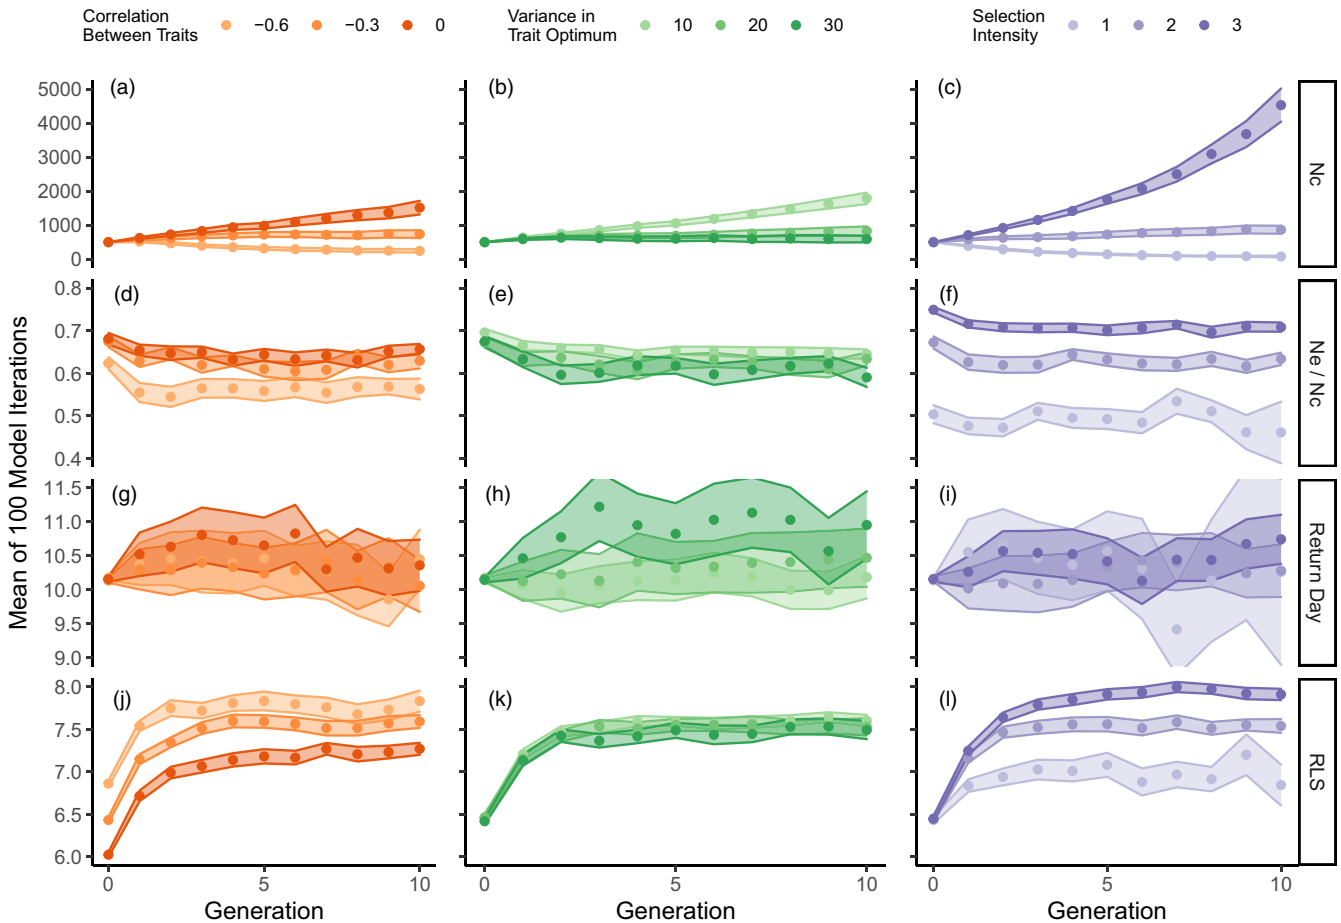 Correlation
Between Traits −0.6 −0.3 0
Variance in
Trait Optimum 10 20 30
Selection
Intensity 1 2 3
Mean of 100 Model Iterations
(a) (b) (c)
5000
4000
3000
2000
1000
0
Nc
(d) (e) (f)
0.8
0.7
0.6
0.5
0.4
Ne / Nc
(g) (h) (i)
11.5
11.0
10.5
10.0
9.5
9.0
Return Day
(j) (k) (l)
8.0
7.5
7.0
6.5
6.0
RLS
0 5 10 0 5 10 0 5 10
Generation Generation Generation